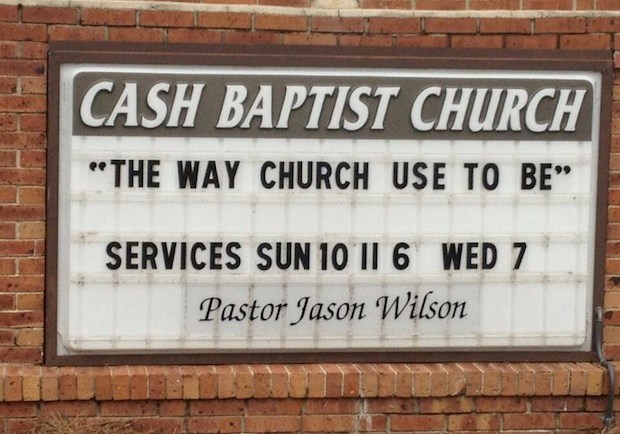 CASH BAPTIST CHURCH
"THE WAY CHURCH USE TO BE"
SERVICES SUN 10 11 6 WED 7
Pastor Jason Wilson